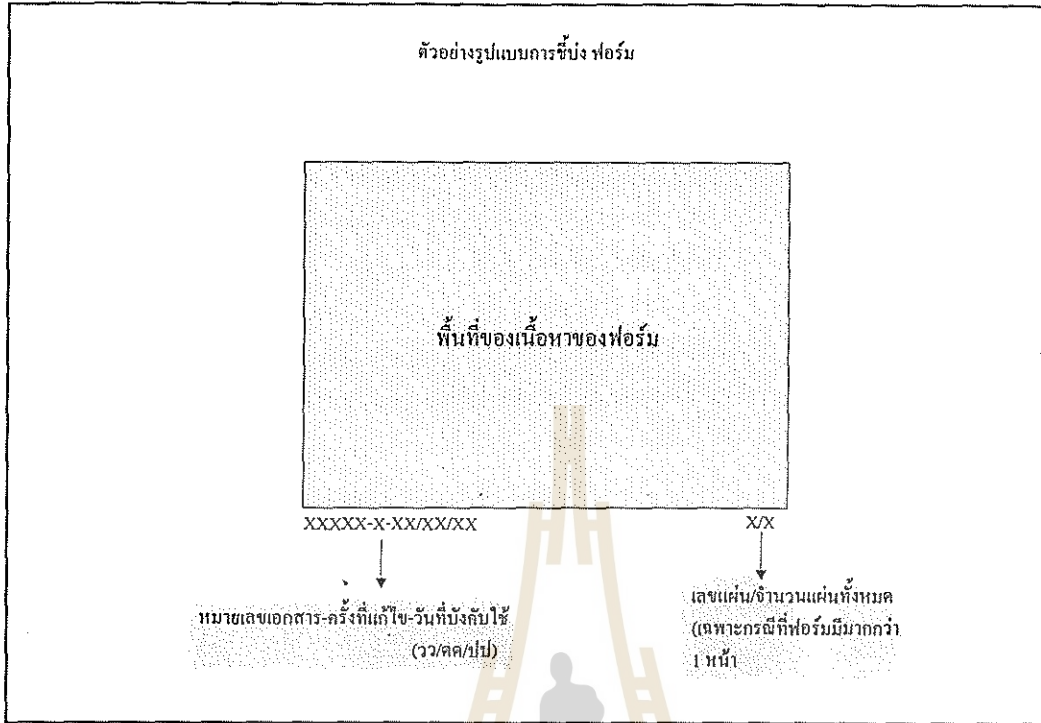 ตัวอย่างรูปแบบการชี้บ่ง ฟอร์ม
พื้นที่ของเนื้อหาของฟอร์ม
XXXXX-X-XX/XX/XX
X/X
หมายเลขเอกสาร-ครั้งที่แก้ไข-วันที่บังคับใช้
(วว/ดด/ปป)
เลขแผ่น/จำนวนแผ่นทั้งหมด
(เฉพาะกรณีที่ฟอร์มมีมากกว่า
1 หน้า